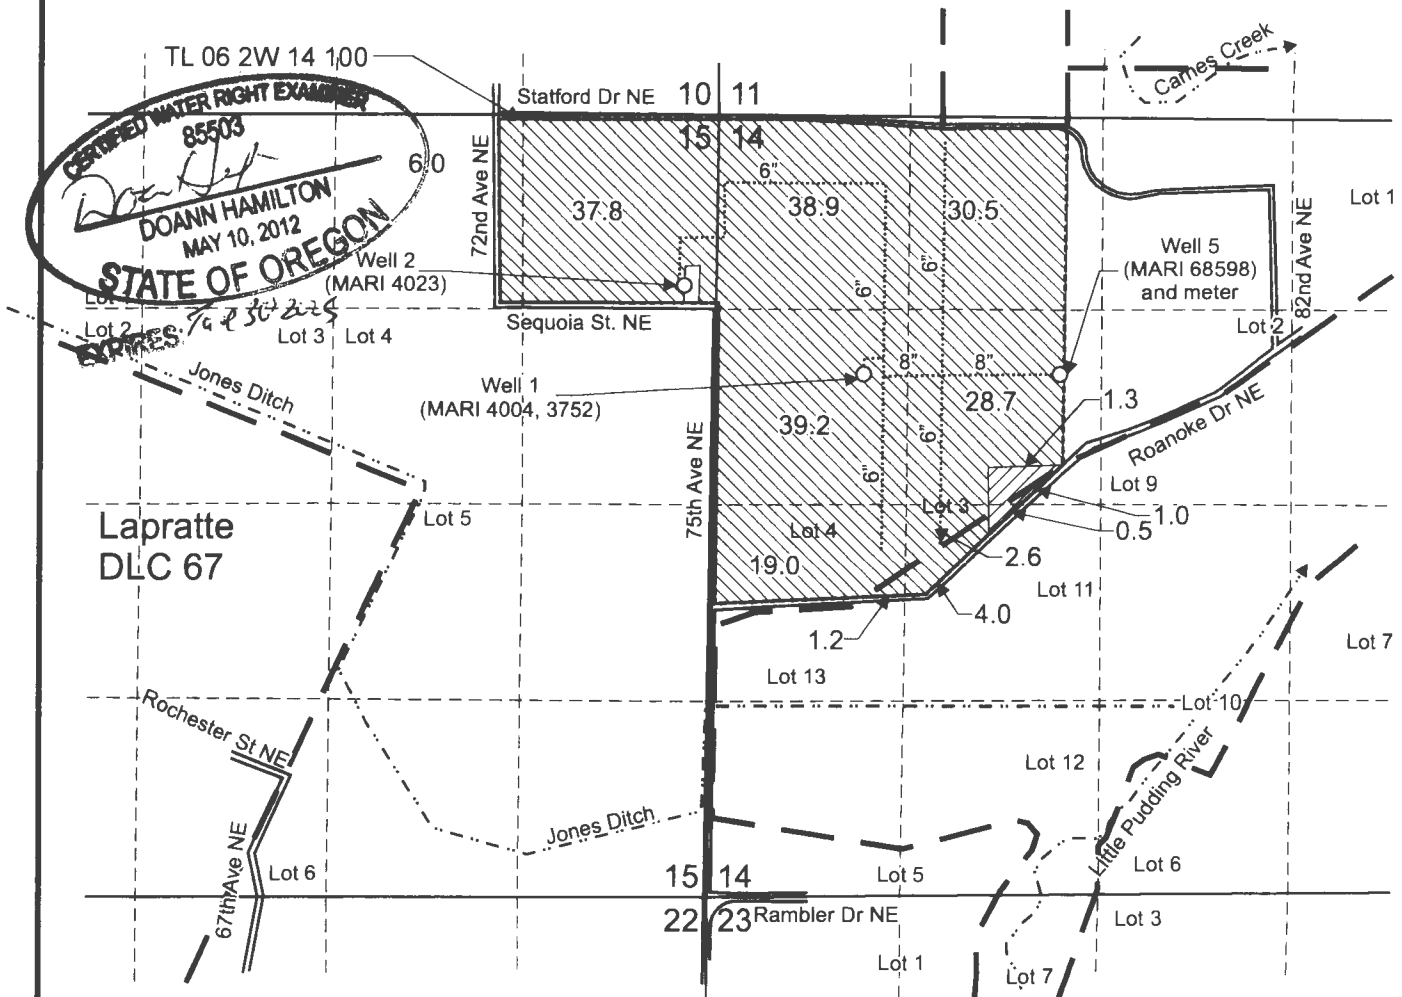 TL 06 2W 14 100
Carnes Creek
Statford Dr NE
10 11
15 14
CERTIFIED WATER RIGHT EXAMINER
85503
DOANN HAMILTON
MAY 10, 2012
STATE OF OREGON
EXPIRES
6.0
72nd Ave NE
37.8
6"
38.9
30.5
6"
6"
Lot 1
Well 2
(MARI 4023)
Well 5
(MARI 68598)
and meter
82nd Ave NE
Lot 2
Lot 3
Lot 4
Sequoia St. NE
Lot 2
Jones Ditch
Well 1
(MARI 4004, 3752)
8"
8"
28.7
1.3
39.2
6"
6"
Roanoke Dr NE
75th Ave NE
Lot 9
Lot 5
Lot 3
1.0
0.5
Lapratte
DLC 67
Lot 4
2.6
19.0
Lot 11
4.0
1.2
Lot 7
Lot 13
Lot 10
Rochester St NE
Lot 12
Little Pudding River
Jones Ditch
67th Ave NE
Lot 6
15 14
Lot 5
Lot 6
22 23
Rambler Dr NE
Lot 3
Lot 1
Lot 7